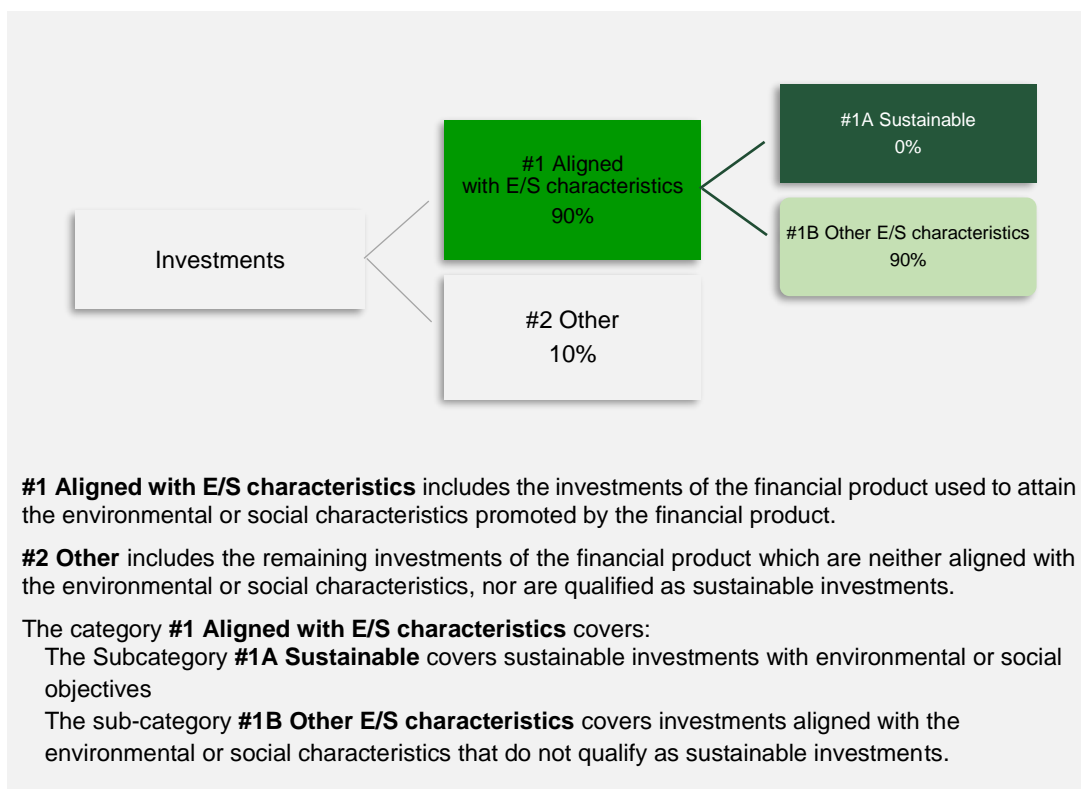 #1A Sustainable
0%
#1 Aligned
with E/S characteristics
90%
#1B Other E/S characteristics
90%
Investments
#2 Other
10%
#1 Aligned with E/S characteristics includes the investments of the financial product used to attain
the environmental or social characteristics promoted by the financial product.
#2 Other includes the remaining investments of the financial product which are neither aligned with
the environmental or social characteristics, nor are qualified as sustainable investments.
The category #1 Aligned with E/S characteristics covers:
The Subcategory #1A Sustainable covers sustainable investments with environmental or social
objectives
The sub-category #1B Other E/S characteristics covers investments aligned with the
environmental or social characteristics that do not qualify as sustainable investments.